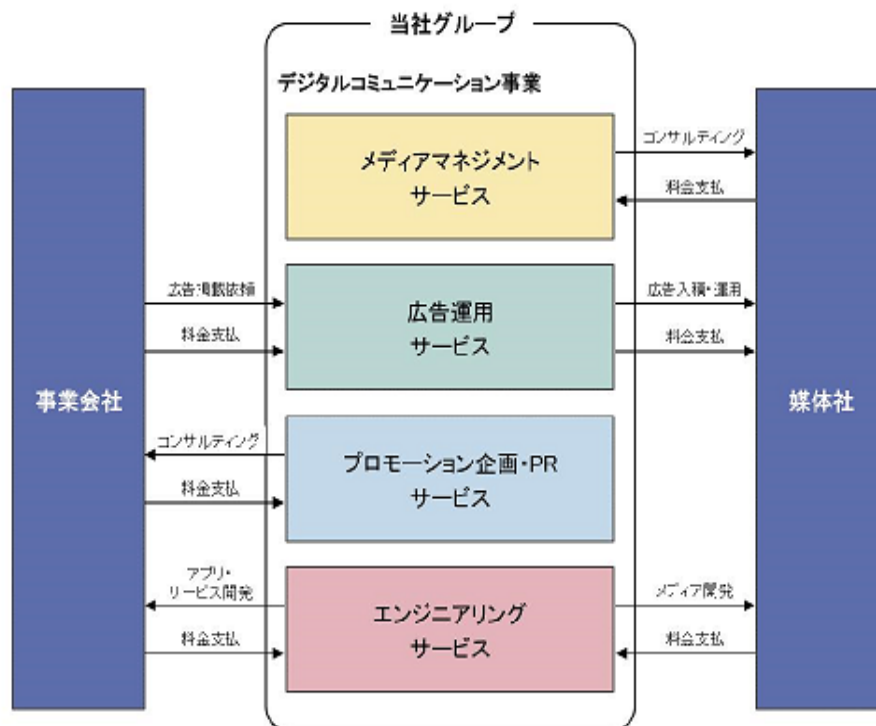 当社グループ
デジタルコミュニケーション事業
メディアマネジメント
サービス
コンサルティング
料金支払
広告掲載依頼
料金支払
広告運用
サービス
広告入稿・運用
料金支払
事業会社
媒体社
コンサルティング
料金支払
プロモーション企画・PR
サービス
アプリ・
サービス開発
料金支払
エンジニアリング
サービス
メディア開発
料金支払